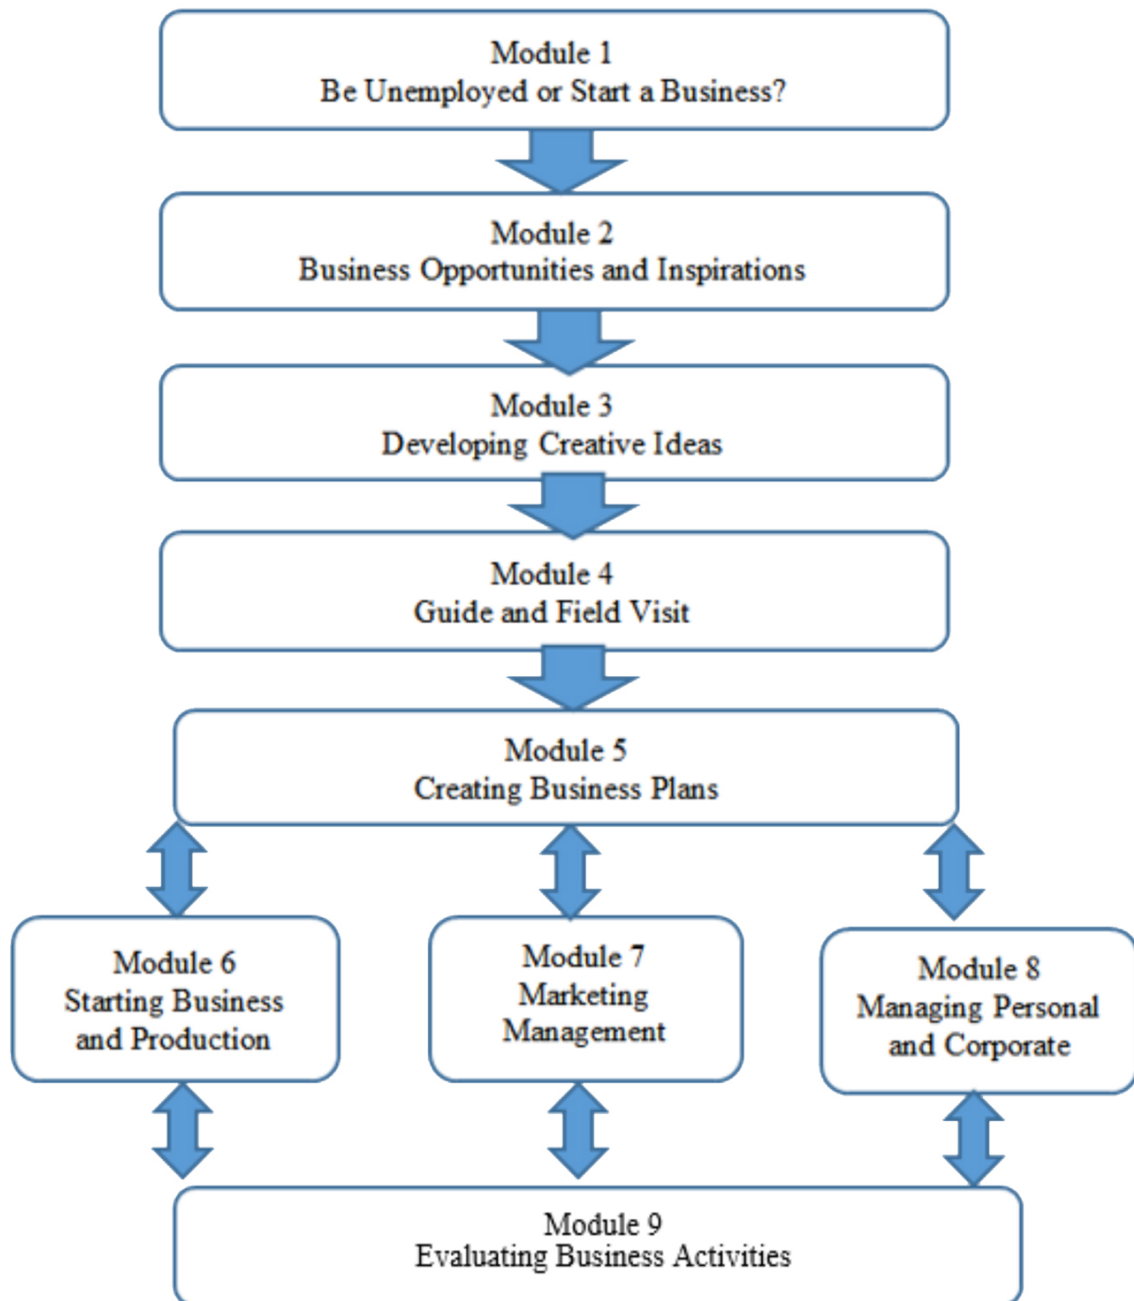 Module 1
Be Unemployed or Start a Business?
Module 2
Business Opportunities and Inspirations
Module 3
Developing Creative Ideas
Module 4
Guide and Field Visit
Module 5
Creating Business Plans
Module 6
Starting Business
and Production
Module 7
Marketing
Management
Module 8
Managing Personal
and Corporate
Module 9
Evaluating Business Activities